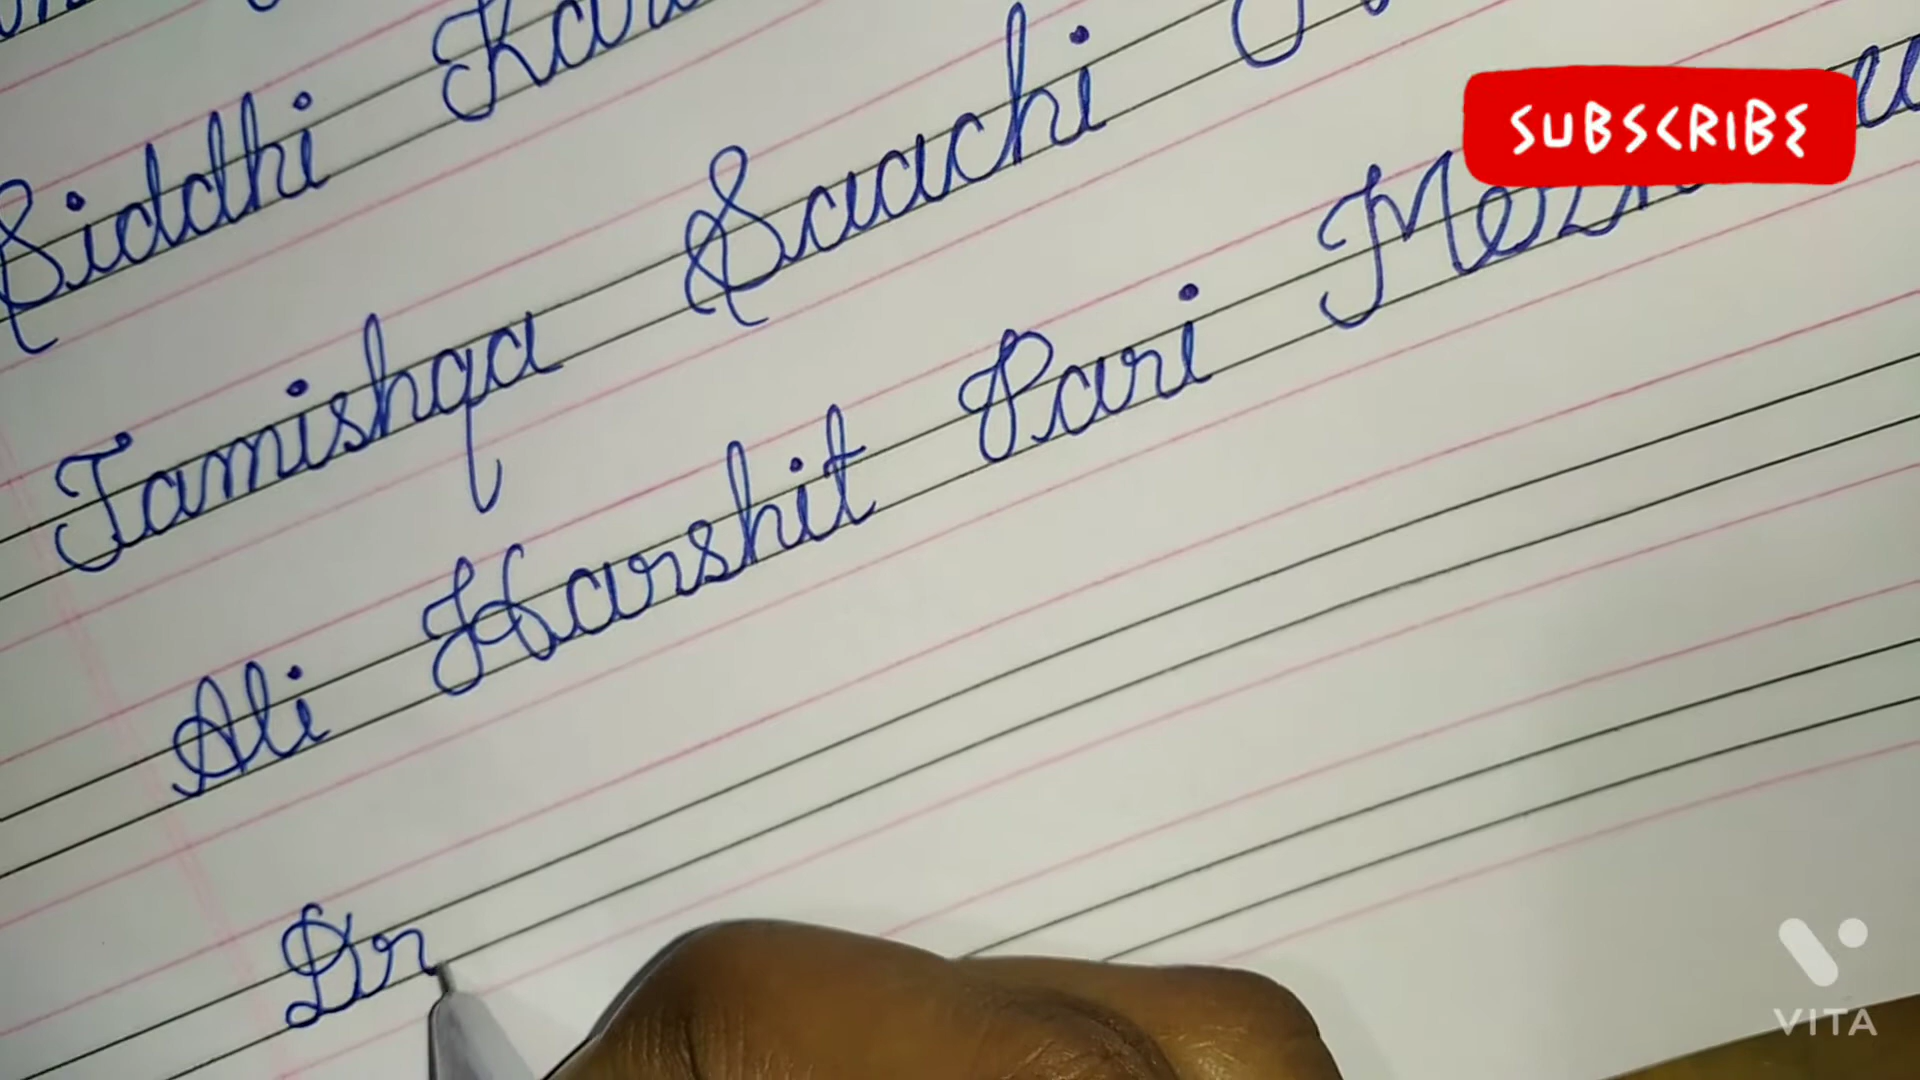 Siddhi
Tamishqa Saachi
Ali Harshit Pari
Dr
SUBSCRIBE
VITA